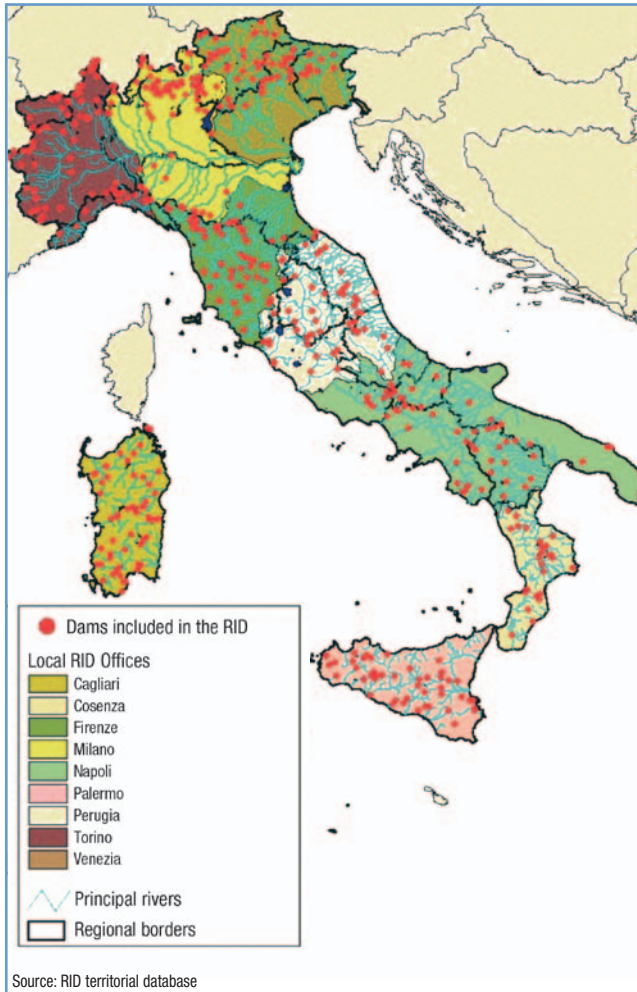 Dams included in the RID
Local RID Offices
Cagliari
Cosenza
Firenze
Milano
Napoli
Palermo
Perugia
Torino
Venezia
Principal rivers
Regional borders
Source: RID territorial database